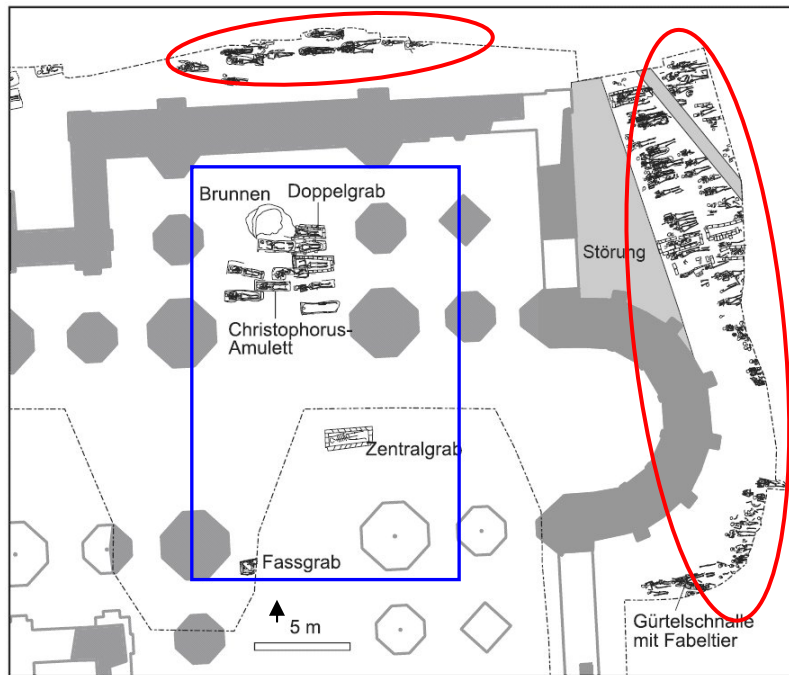 Brunnen
Doppelgrab
Störung
Christophorus-
Amulett
Zentralgrab
Fassgrab
5 m
Gürtelschnalle
mit Fabeltier